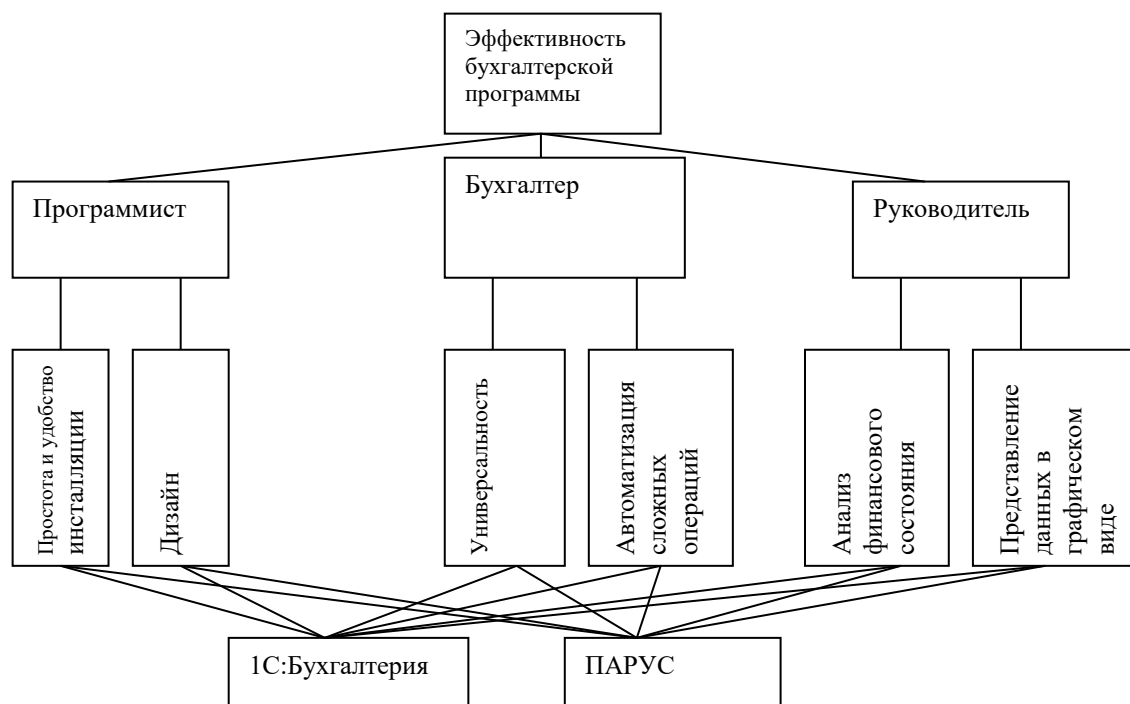 Эффективность
бухгалтерской
программы
Программист
Бухгалтер
Руководитель
Простота и удобство
инсталляции
Дизайн
Универсальность
Автоматизация
сложных
операций
Анализ
финансового
состояния
Представление
данных в
графическом
виде
1С:Бухгалтерия
ПАРУС